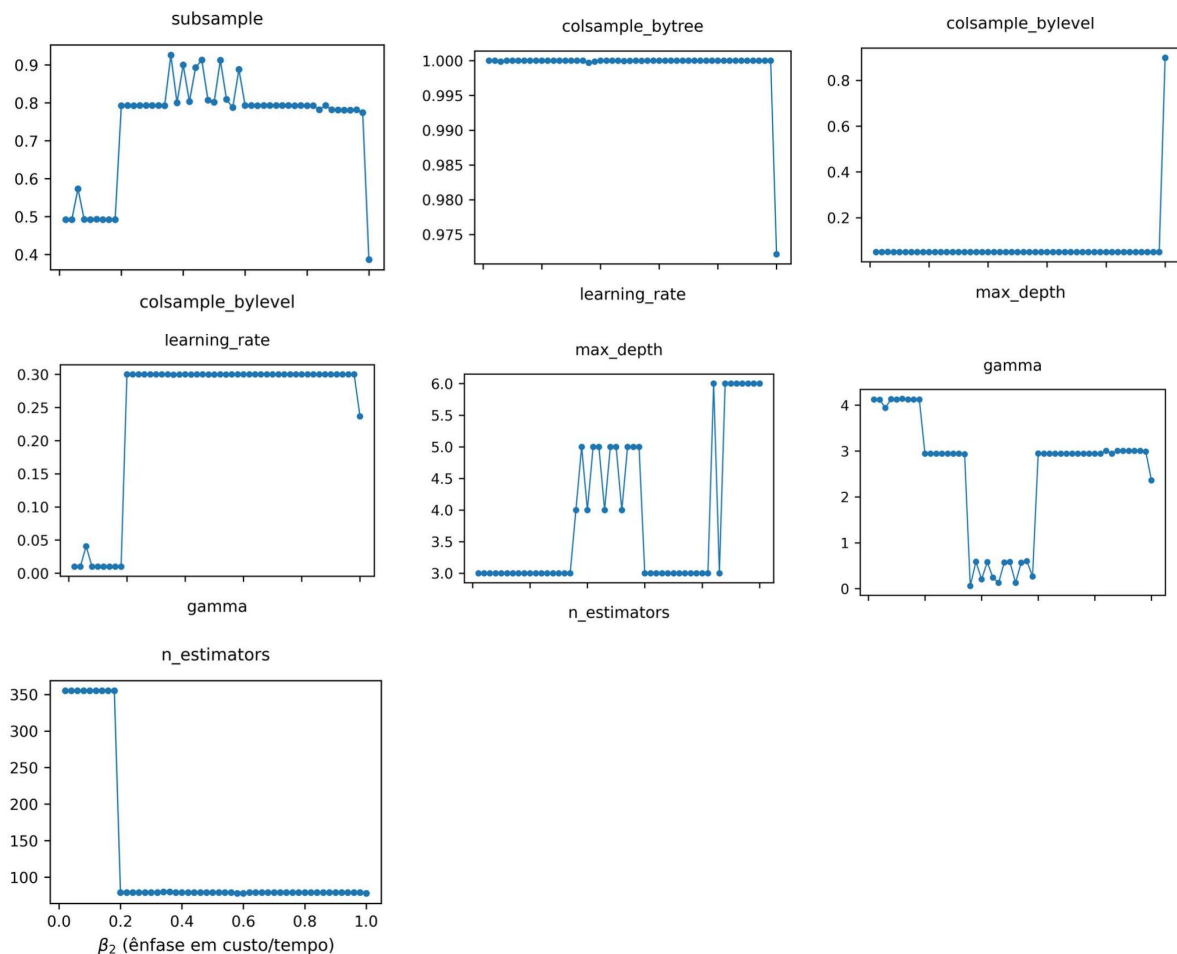 subsample
0.9
0.8
0.7
0.6
0.5
0.4
colsample_bytree
1.000
0.995
0.990
0.985
0.980
0.975
colsample_bylevel
0.8
0.6
0.4
0.2
colsample_bylevel
learning_rate
max_depth
learning_rate
0.30
0.25
0.20
0.15
0.10
0.05
0.00
max_depth
6.0
5.5
5.0
4.5
4.0
3.5
3.0
gamma
4
3
2
1
0
gamma
n_estimators
n_estimators
350
300
250
200
150
100
0.0 0.2 0.4 0.6 0.8 1.0
β₂ (ênfase em custo/tempo)